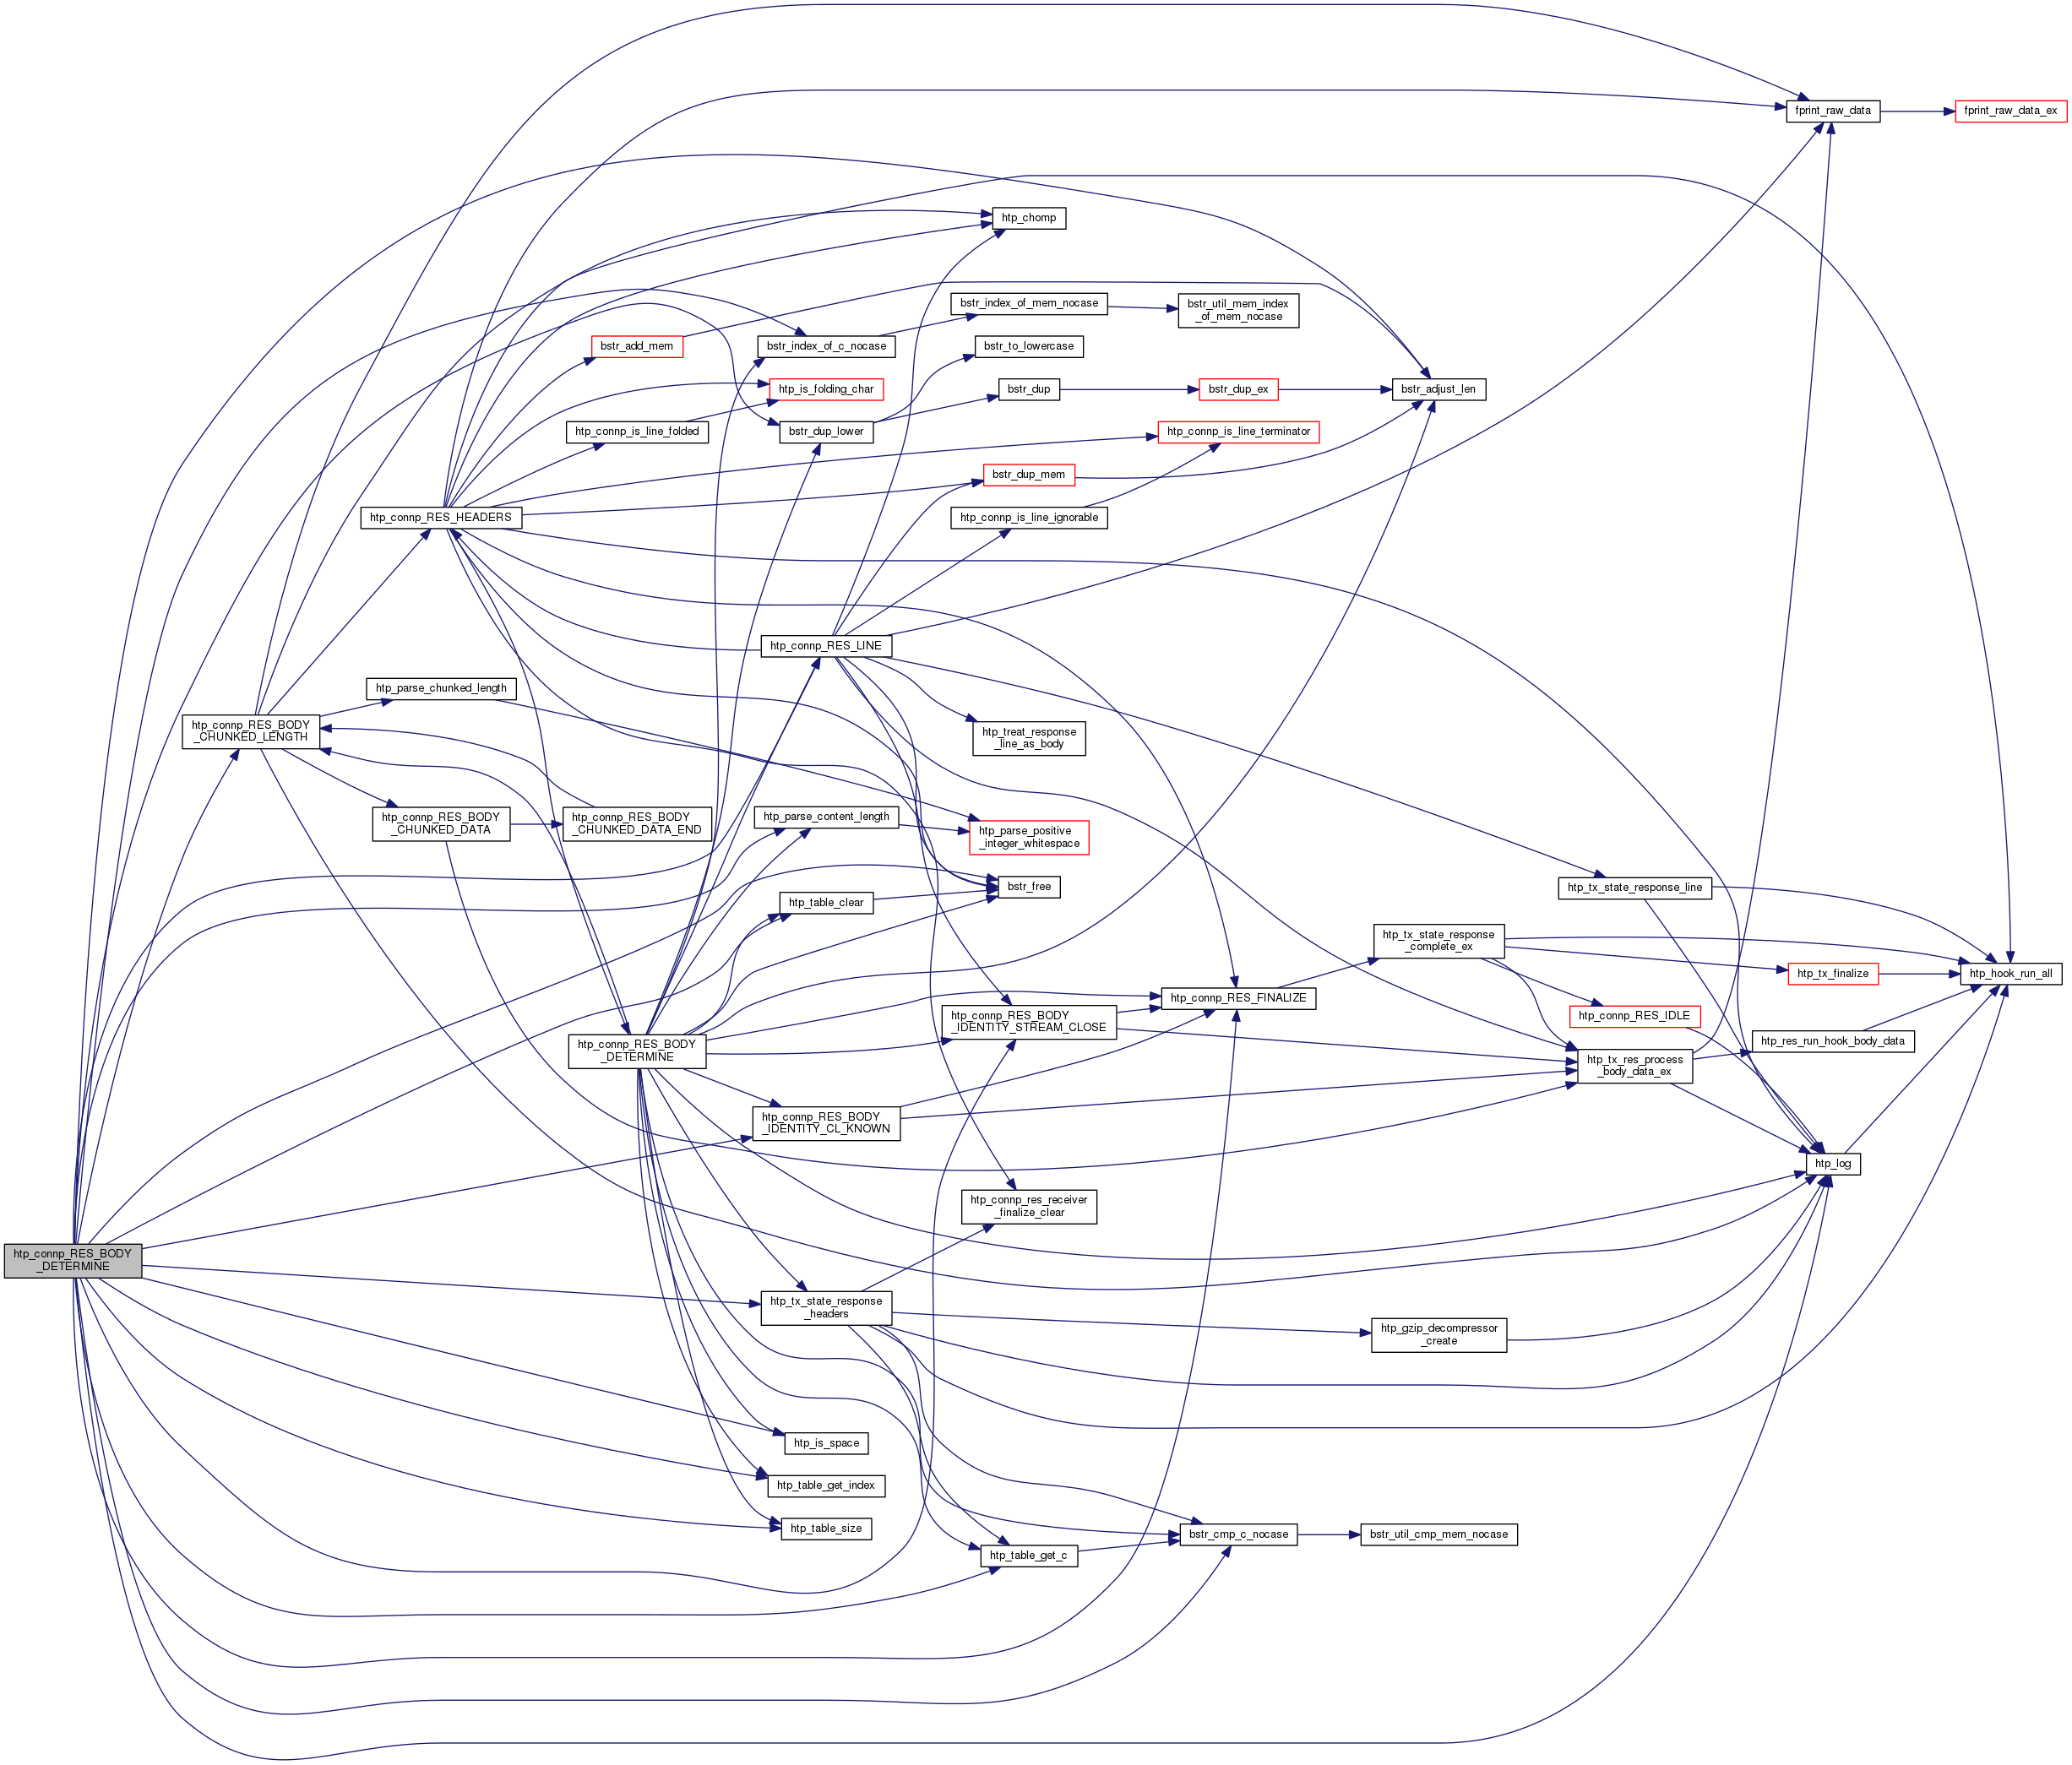 fprint_raw_data
fprint_raw_data_ex
htp_chomp
bstr_index_of_mem_nocase
bstr_util_mem_index
_of_mem_nocase
bstr_add_mem
bstr_index_of_c_nocase
bstr_to_lowercase
htp_is_folding_char
bstr_dup
bstr_dup_ex
bstr_adjust_len
htp_connp_is_line_folded
bstr_dup_lower
htp_connp_is_line_terminator
bstr_dup_mem
htp_connp_RES_HEADERS
htp_connp_is_line_ignorable
htp_connp_RES_LINE
htp_parse_chunked_length
htp_connp_RES_BODY
_CHUNKED_LENGTH
htp_treat_response
_line_as_body
htp_connp_RES_BODY
_CHUNKED_DATA
htp_connp_RES_BODY
_CHUNKED_DATA_END
htp_parse_content_length
htp_parse_positive
_integer_whitespace
bstr_free
htp_table_clear
htp_tx_state_response_line
htp_tx_state_response
_complete_ex
htp_tx_finalize
htp_hook_run_all
htp_connp_RES_FINALIZE
htp_connp_RES_IDLE
htp_connp_RES_BODY
_IDENTITY_STREAM_CLOSE
htp_res_run_hook_body_data
htp_connp_RES_BODY
_DETERMINE
htp_tx_res_process
_body_data_ex
htp_connp_RES_BODY
_IDENTITY_CL_KNOWN
htp_log
htp_connp_res_receiver
_finalize_clear
htp_connp_RES_BODY
_DETERMINE
htp_tx_state_response
_headers
htp_gzip_decompressor
_create
htp_is_space
htp_table_get_index
htp_table_size
bstr_cmp_c_nocase
bstr_util_cmp_mem_nocase
htp_table_get_c